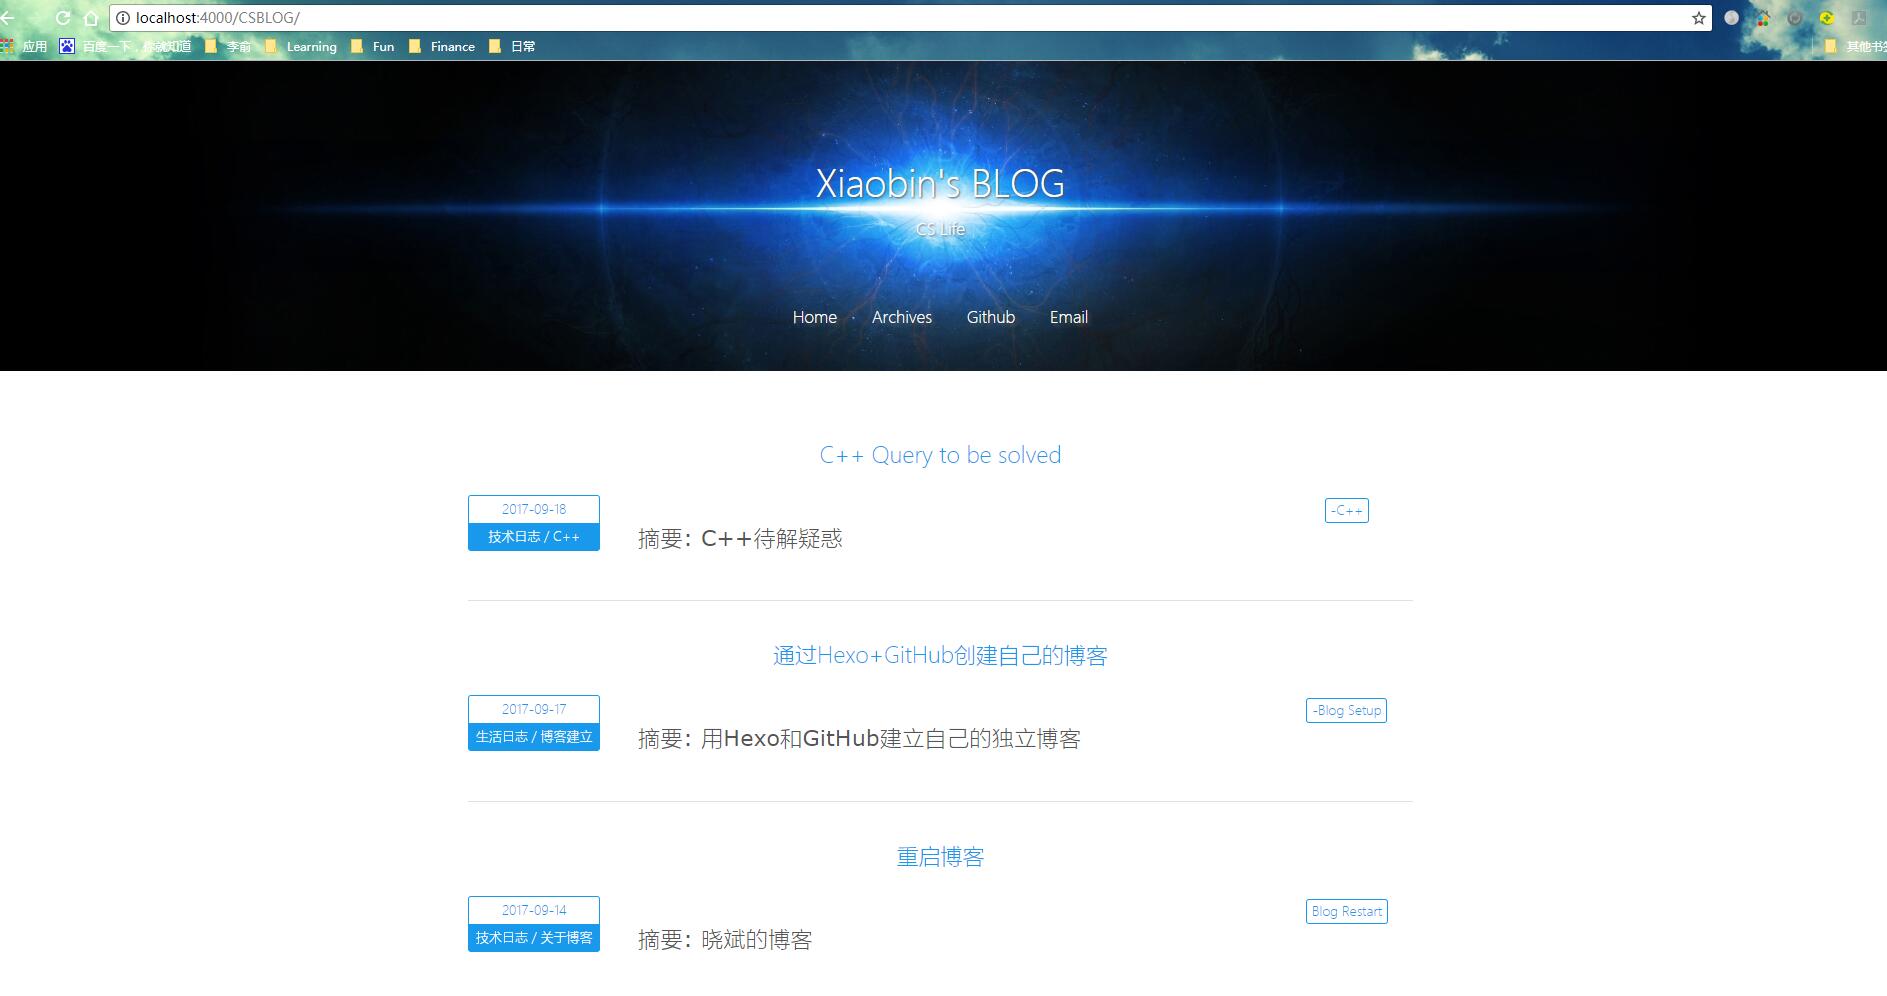 localhost:4000/CSBLOG/
应用 百度一下，你就知道 李俞 Learning Fun Finance 日常 其他书签
Xiaobin's BLOG
CS Life
Home Archives Github Email
C++ Query to be solved
2017-09-18
技术日志 / C++
摘要：C++待解疑惑
-C++
通过Hexo+GitHub创建自己的博客
2017-09-17
生活日志 / 博客建立
摘要：用Hexo和GitHub建立自己的独立博客
-Blog Setup
重启博客
2017-09-14
技术日志 / 关于博客
摘要：晓斌的博客
Blog Restart